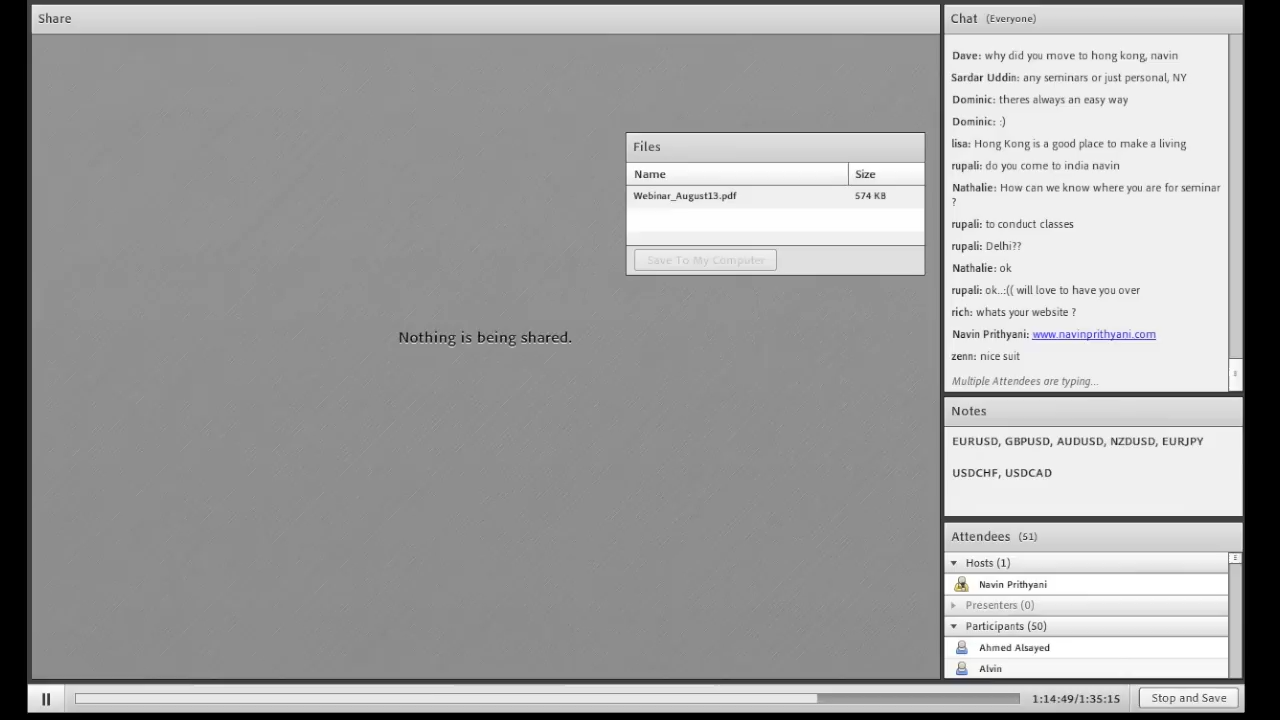 Share
Nothing is being shared.
Files
Name Size
Webinar_August13.pdf 574 KB
Save To My Computer
Chat (Everyone)
Dave: why did you move to hong kong, navin
Sardar Uddin: any seminars or just personal, NY
Dominic: theres always an easy way
Dominic: :)
lisa: Hong Kong is a good place to make a living
rupali: do you come to india navin
Nathalie: How can we know where you are for seminar
?
rupali: to conduct classes
rupali: Delhi??
Nathalie: ok
rupali: ok..:(( will love to have you over
rich: whats your website ?
Navin Prithyani: www.navinprithyani.com
zenn: nice suit
Multiple Attendees are typing...
Notes
EURUSD, GBPUSD, AUDUSD, NZDUSD, EURJPY
USDCHF, USDCAD
Attendees (51)
Hosts (1)
Navin Prithyani
Presenters (0)
Participants (50)
Ahmed Alsayed
Alvin
1:14:49/1:35:15
Stop and Save